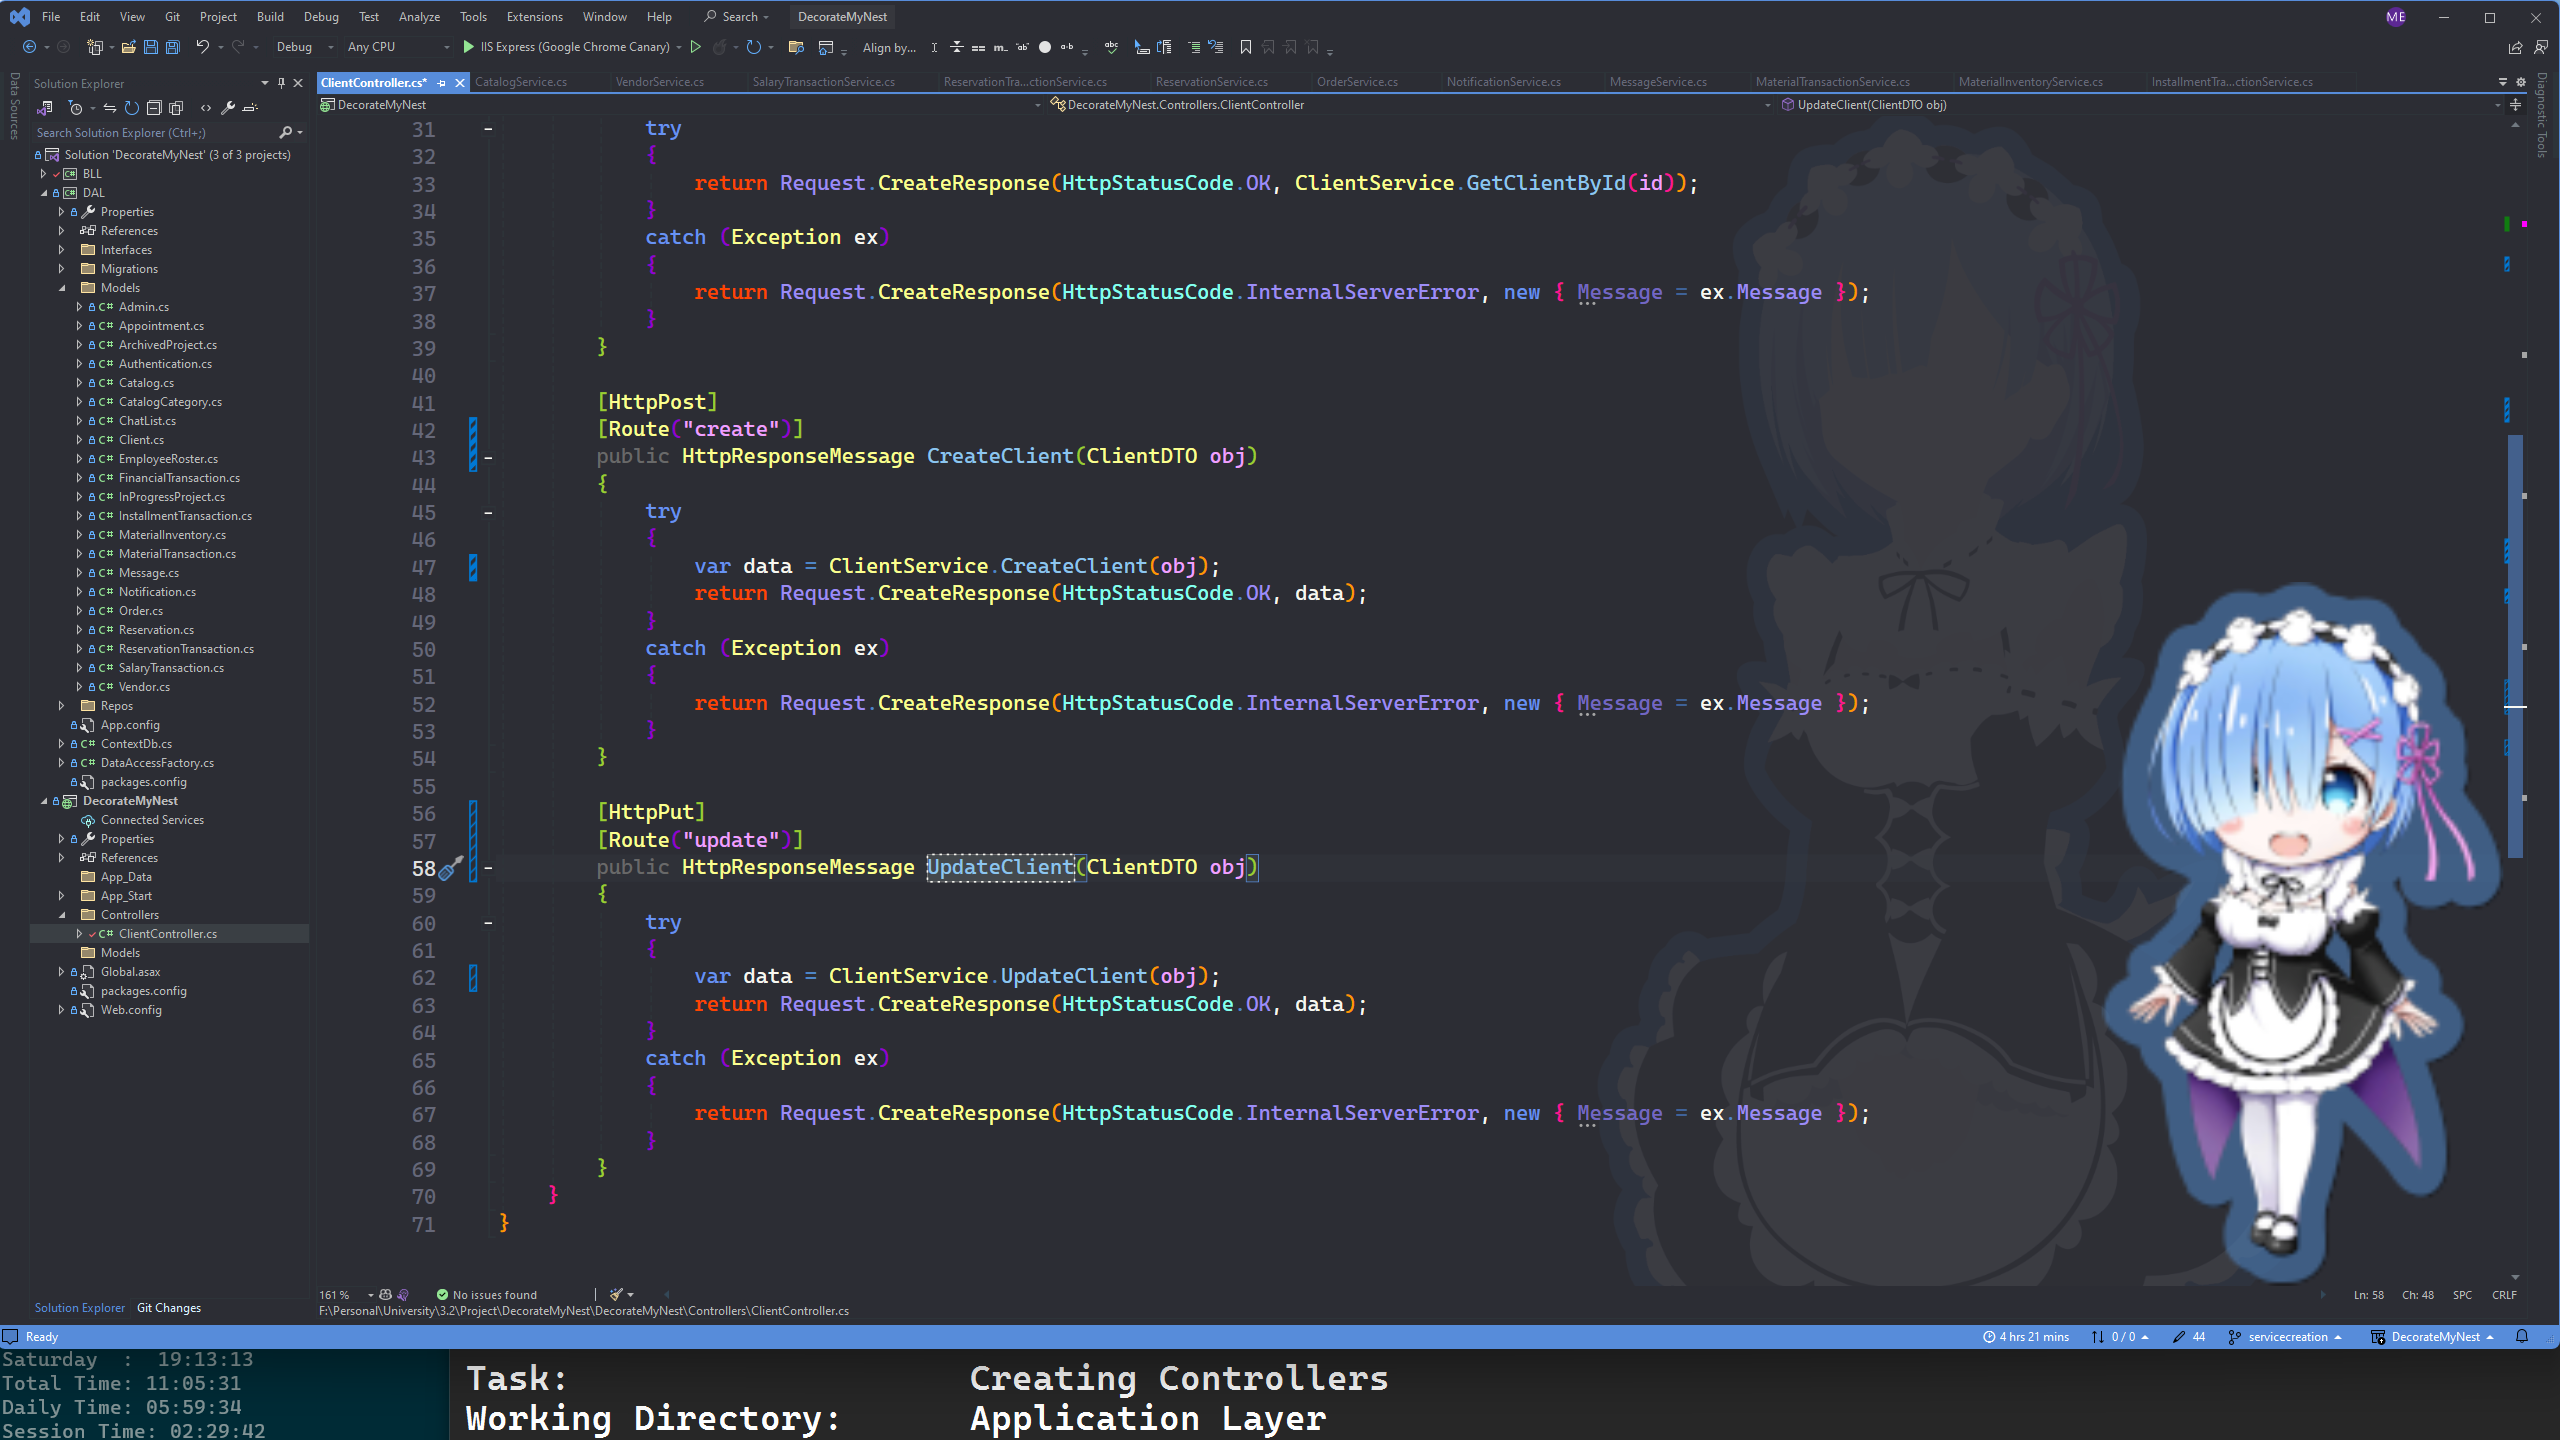 File Edit View Git Project Build Debug Test Analyze Tools Extensions Window Help Search DecorateMyNest ME
Debug Any CPU IIS Express (Google Chrome Canary) Align by...
Data Sources
Solution Explorer
Search Solution Explorer (Ctrl+;)
Solution 'DecorateMyNest' (3 of 3 projects)
BLL
DAL
Properties
References
Interfaces
Migrations
Models
C# Admin.cs
C# Appointment.cs
C# ArchivedProject.cs
C# Authentication.cs
C# Catalog.cs
C# CatalogCategory.cs
C# ChatList.cs
C# Client.cs
C# EmployeeRoster.cs
C# FinancialTransaction.cs
C# InProgressProject.cs
C# InstallmentTransaction.cs
C# MaterialInventory.cs
C# MaterialTransaction.cs
C# Message.cs
C# Notification.cs
C# Order.cs
C# Reservation.cs
C# ReservationTransaction.cs
C# SalaryTransaction.cs
C# Vendor.cs
Repos
App.config
C# ContextDb.cs
C# DataAccessFactory.cs
packages.config
DecorateMyNest
Connected Services
Properties
References
App_Data
App_Start
Controllers
C# ClientController.cs
Models
Global.asax
packages.config
Web.config
Solution Explorer Git Changes
ClientController.cs* CatalogService.cs VendorService.cs SalaryTransactionService.cs ReservationTra...ctionService.cs ReservationService.cs OrderService.cs NotificationService.cs MessageService.cs MaterialTransactionService.cs MaterialInventoryService.cs InstallmentTra...ctionService.cs
DecorateMyNest DecorateMyNest.Controllers.ClientController UpdateClient(ClientDTO obj)
Diagnostic Tools
31 try
32 {
33 return Request.CreateResponse(HttpStatusCode.OK, ClientService.GetClientById(id));
34 }
35 catch (Exception ex)
36 {
37 return Request.CreateResponse(HttpStatusCode.InternalServerError, new { Message = ex.Message });
38 }
39 }
40
41 [HttpPost]
42 [Route("create")]
43 public HttpResponseMessage CreateClient(ClientDTO obj)
44 {
45 try
46 {
47 var data = ClientService.CreateClient(obj);
48 return Request.CreateResponse(HttpStatusCode.OK, data);
49 }
50 catch (Exception ex)
51 {
52 return Request.CreateResponse(HttpStatusCode.InternalServerError, new { Message = ex.Message });
53 }
54 }
55
56 [HttpPut]
57 [Route("update")]
58 public HttpResponseMessage UpdateClient(ClientDTO obj)
59 {
60 try
61 {
62 var data = ClientService.UpdateClient(obj);
63 return Request.CreateResponse(HttpStatusCode.OK, data);
64 }
65 catch (Exception ex)
66 {
67 return Request.CreateResponse(HttpStatusCode.InternalServerError, new { Message = ex.Message });
68 }
69 }
70 }
71 }
161 % No issues found Ln: 58 Ch: 48 SPC CRLF
F:\Personal\University\3.2\Project\DecorateMyNest\DecorateMyNest\Controllers\ClientController.cs
Ready 4 hrs 21 mins 0 / 0 44 servicecreation DecorateMyNest
Saturday : 19:13:13
Total Time: 11:05:31
Daily Time: 05:59:34
Session Time: 02:29:42
Task: Creating Controllers
Working Directory: Application Layer